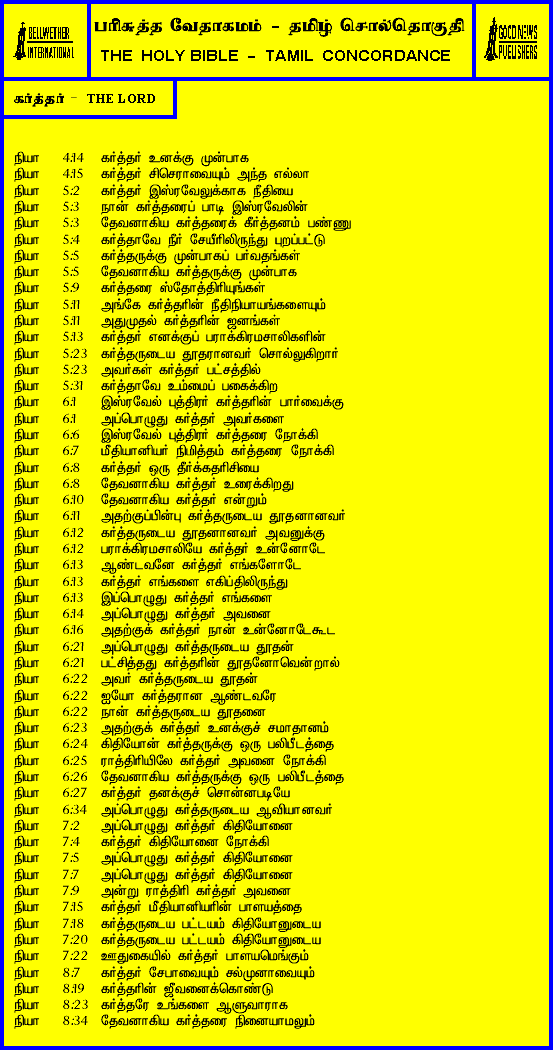 BELLWETHER
INTERNATIONAL
பரிசுத்த வேதாகமம் - தமிழ் சொல்தொகுதி
THE HOLY BIBLE - TAMIL CONCORDANCE
GOOD NEWS
PUBLISHERS
கர்த்தர் - THE LORD
நியா 4:14 கர்த்தர் உனக்கு முன்பாக
நியா 4:15 கர்த்தர் சிசெராவையும் அந்த எல்லா
நியா 5:2 கர்த்தர் இஸ்ரவேலுக்காக நீதியை
நியா 5:3 நான் கர்த்தரைப் பாடி இஸ்ரவேலின்
நியா 5:3 தேவனாகிய கர்த்தரைக் கீர்த்தனம் பண்ணு
நியா 5:4 கர்த்தாவே நீர் சேயீரிலிருந்து புறப்பட்டு
நியா 5:5 கர்த்தருக்கு முன்பாகப் பர்வதங்கள்
நியா 5:5 தேவனாகிய கர்த்தருக்கு முன்பாக
நியா 5:9 கர்த்தரை ஸ்தோத்திரியுங்கள்
நியா 5:11 அங்கே கர்த்தரின் நீதிநியாயங்களையும்
நியா 5:11 அதுமுதல் கர்த்தரின் ஜனங்கள்
நியா 5:13 கர்த்தர் எனக்குப் பராக்கிரமசாலிகளின்
நியா 5:23 கர்த்தருடைய தூதரானவர் சொல்லுகிறார்
நியா 5:23 அவர்கள் கர்த்தர் பட்சத்தில்
நியா 5:31 கர்த்தாவே உம்மைப் பகைக்கிற
நியா 6:1 இஸ்ரவேல் புத்திரர் கர்த்தரின் பார்வைக்கு
நியா 6:1 அப்பொழுது கர்த்தர் அவர்களை
நியா 6:6 இஸ்ரவேல் புத்திரர் கர்த்தரை நோக்கி
நியா 6:7 மீதியானியர் நிமித்தம் கர்த்தரை நோக்கி
நியா 6:8 கர்த்தர் ஒரு தீர்க்கதரிசியை
நியா 6:8 தேவனாகிய கர்த்தர் உரைக்கிறது
நியா 6:10 தேவனாகிய கர்த்தர் என்றும்
நியா 6:11 அதற்குப்பின்பு கர்த்தருடைய தூதனானவர்
நியா 6:12 கர்த்தருடைய தூதனானவர் அவனுக்கு
நியா 6:12 பராக்கிரமசாலியே கர்த்தர் உன்னோடே
நியா 6:13 ஆண்டவனே கர்த்தர் எங்களோடே
நியா 6:13 கர்த்தர் எங்களை எகிப்திலிருந்து
நியா 6:13 இப்பொழுது கர்த்தர் எங்களை
நியா 6:14 அப்பொழுது கர்த்தர் அவனை
நியா 6:16 அதற்குக் கர்த்தர் நான் உன்னோடேகூட
நியா 6:21 அப்பொழுது கர்த்தருடைய தூதன்
நியா 6:21 பட்சித்தது கர்த்தரின் தூதனோவென்றால்
நியா 6:22 அவர் கர்த்தருடைய தூதன்
நியா 6:22 ஐயோ கர்த்தரான ஆண்டவரே
நியா 6:22 நான் கர்த்தருடைய தூதனை
நியா 6:23 அதற்குக் கர்த்தர் உனக்குச் சமாதானம்
நியா 6:24 கிதியோன் கர்த்தருக்கு ஒரு பலிபீடத்தை
நியா 6:25 ராத்திரியிலே கர்த்தர் அவனை நோக்கி
நியா 6:26 தேவனாகிய கர்த்தருக்கு ஒரு பலிபீடத்தை
நியா 6:27 கர்த்தர் தனக்குச் சொன்னபடியே
நியா 6:34 அப்பொழுது கர்த்தருடைய ஆவியானவர்
நியா 7:2 அப்பொழுது கர்த்தர் கிதியோனை
நியா 7:4 கர்த்தர் கிதியோனை நோக்கி
நியா 7:5 அப்பொழுது கர்த்தர் கிதியோனை
நியா 7:7 அப்பொழுது கர்த்தர் கிதியோனை
நியா 7:9 அன்று ராத்திரி கர்த்தர் அவனை
நியா 7:15 கர்த்தர் மீதியானியரின் பாளயத்தை
நியா 7:18 கர்த்தருடைய பட்டயம் கிதியோனுடைய
நியா 7:20 கர்த்தருடைய பட்டயம் கிதியோனுடைய
நியா 7:22 ஊதுகையில் கர்த்தர் பாளயமெங்கும்
நியா 8:7 கர்த்தர் சேபாவையும் சல்முனாவையும்
நியா 8:19 கர்த்தரின் ஜீவனைக்கொண்டு
நியா 8:23 கர்த்தரே உங்களை ஆளுவாராக
நியா 8:34 தேவனாகிய கர்த்தரை நினையாமலும்